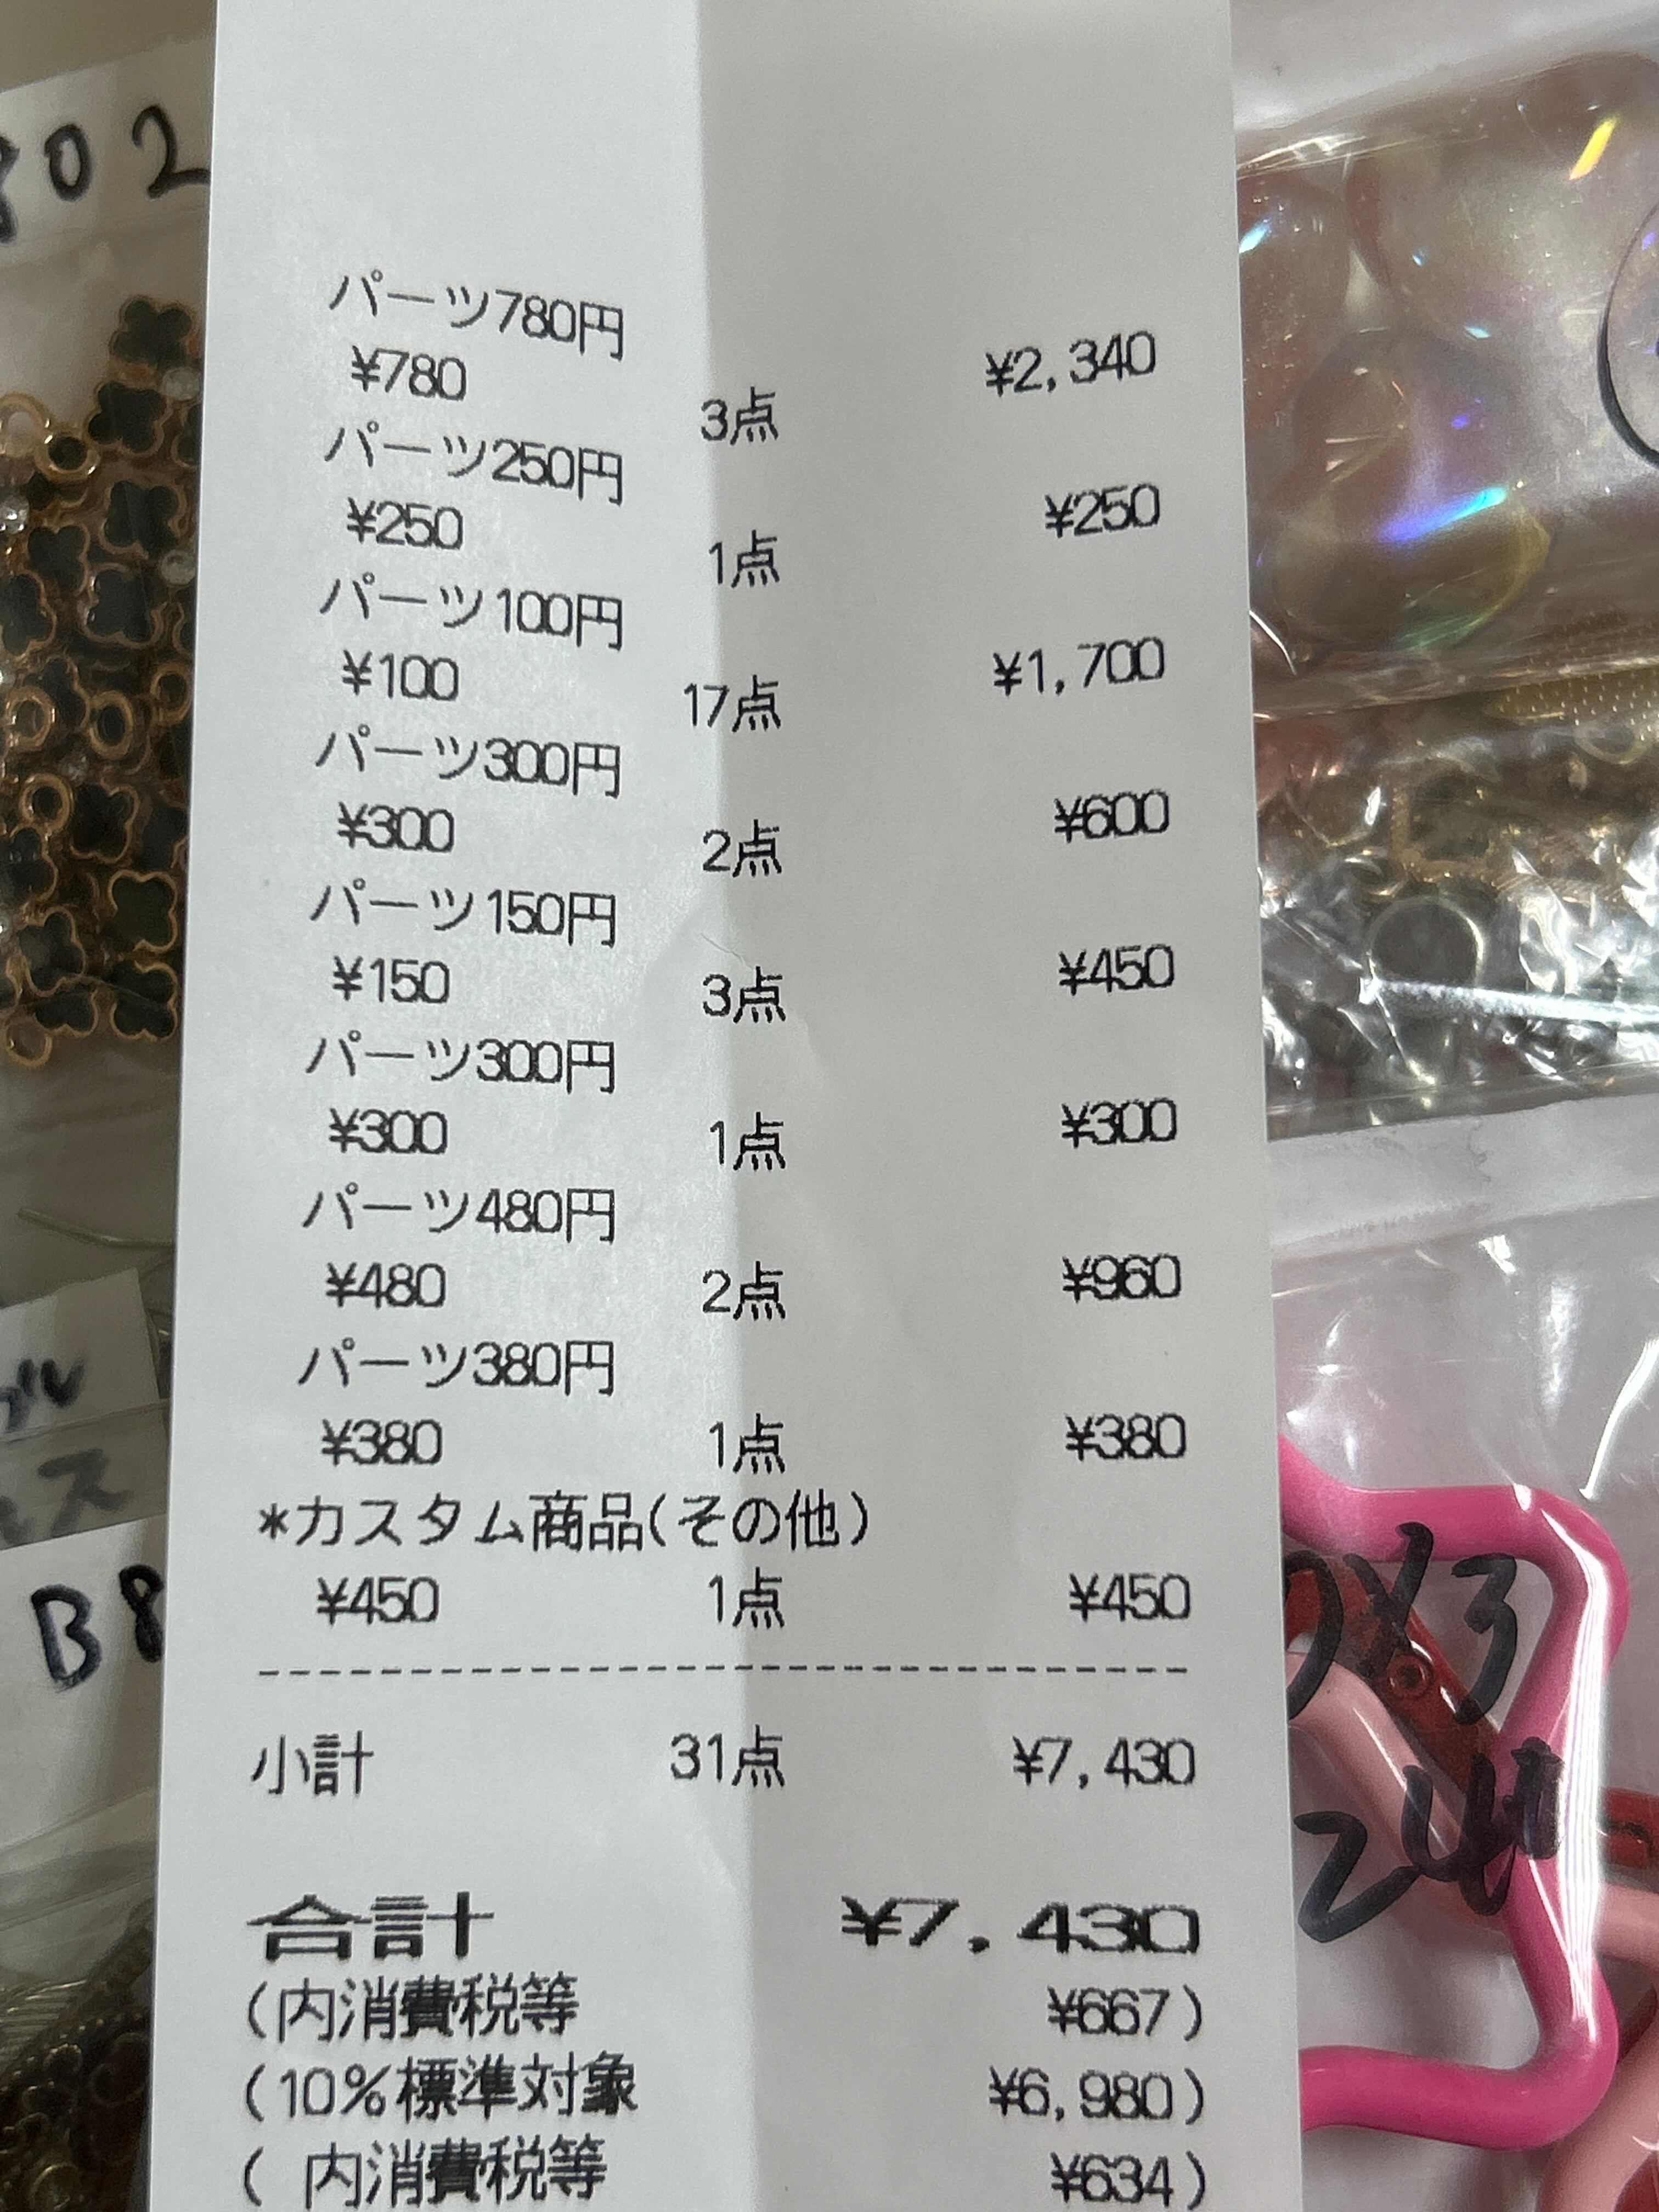 802
パーツ780円
¥780 3点 ¥2,340
パーツ250円
¥250 1点 ¥250
パーツ100円
¥100 17点 ¥1,700
パーツ300円
¥300 2点 ¥600
パーツ150円
¥150 3点 ¥450
パーツ300円
¥300 1点 ¥300
パーツ480円
¥480 2点 ¥960
パーツ380円
¥380 1点 ¥380
*カスタム商品(その他)
¥450 1点 ¥450
小計 31点 ¥7,430
合計 ¥7,430
(内消費税等 ¥667)
(10%標準対象 ¥6,980)
( 内消費税等 ¥634)
B8